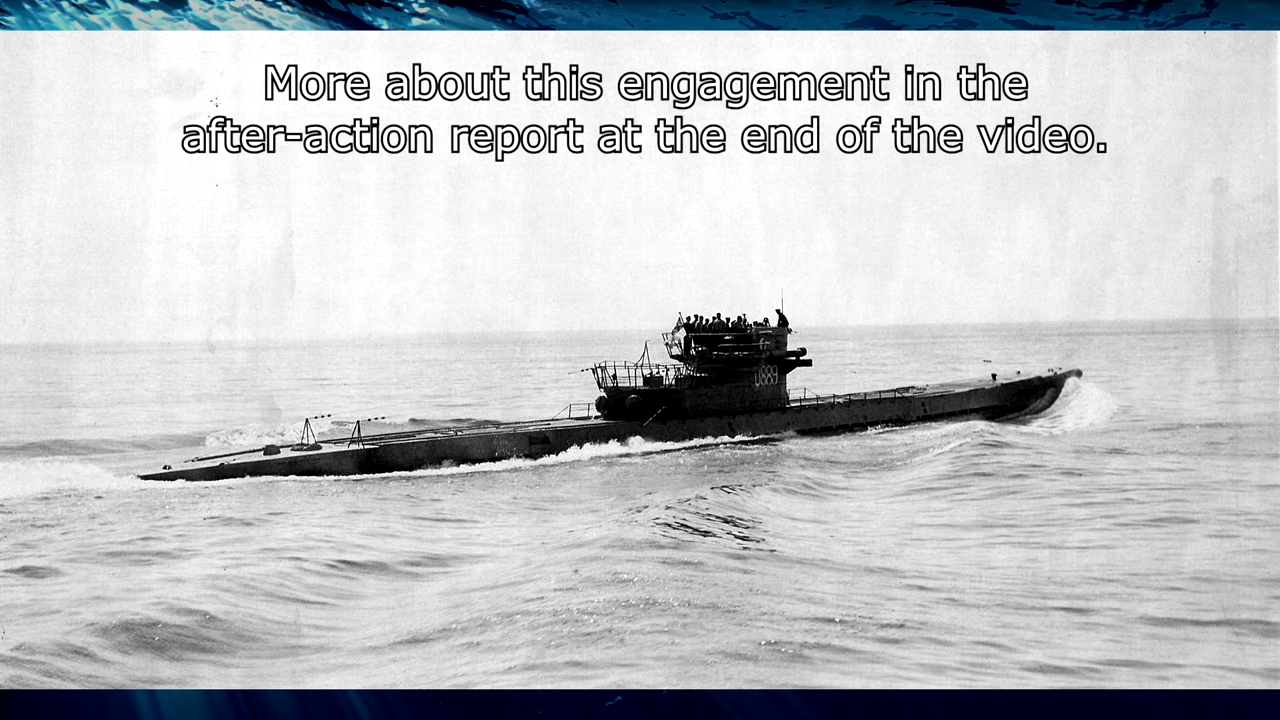 More about this engagement in the
after-action report at the end of the video.
U889